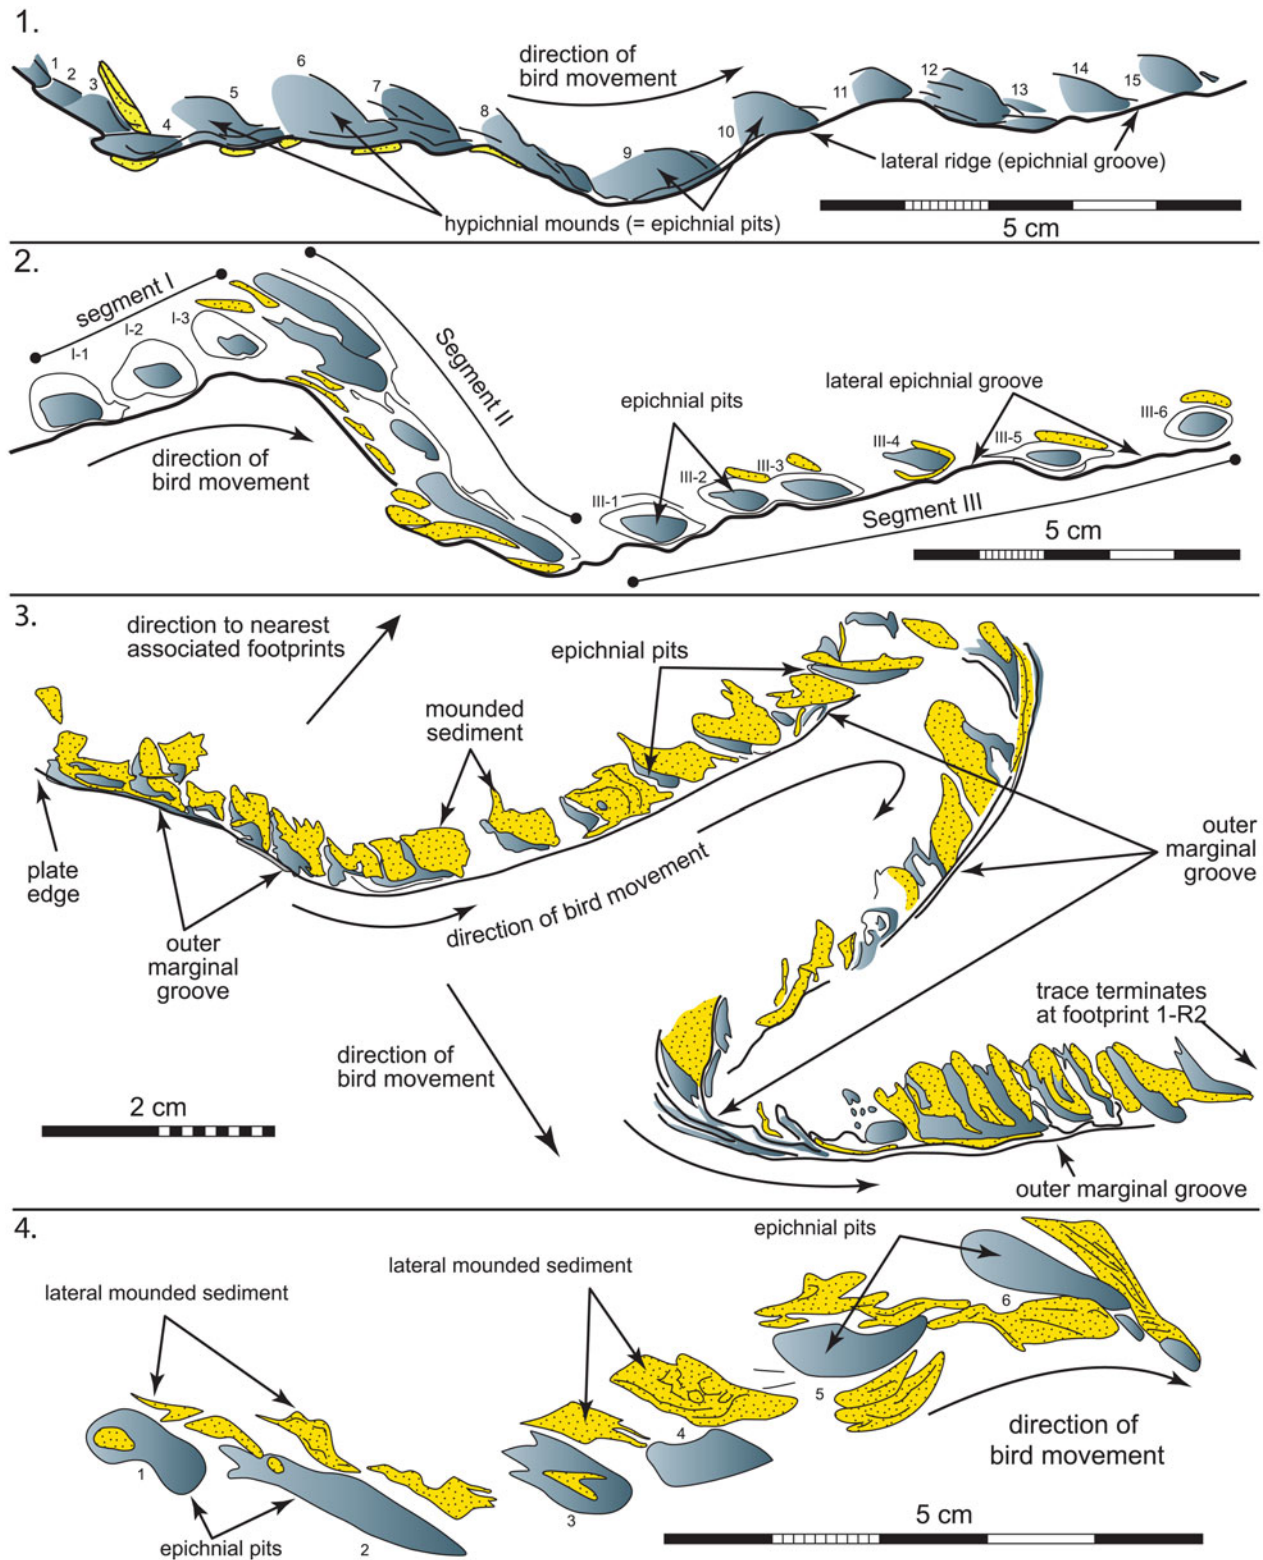 1.
direction of
bird movement
1
2
3
4
5
6
7
8
9
10
11
12
13
14
15
lateral ridge (epichnial groove)
hypichnial mounds (= epichnial pits)
5 cm
2.
segment I
I-1
I-2
I-3
Segment II
direction of
bird movement
epichnial pits
lateral epichnial groove
III-1
III-2
III-3
III-4
III-5
III-6
Segment III
5 cm
3.
direction to nearest
associated footprints
epichnial pits
mounded
sediment
plate
edge
outer
marginal
groove
direction of bird movement
outer
marginal
groove
direction of
bird movement
trace terminates
at footprint 1-R2
2 cm
outer marginal groove
4.
epichnial pits
lateral mounded sediment
lateral mounded sediment
1
2
3
4
5
6
direction of
bird movement
epichnial pits
5 cm